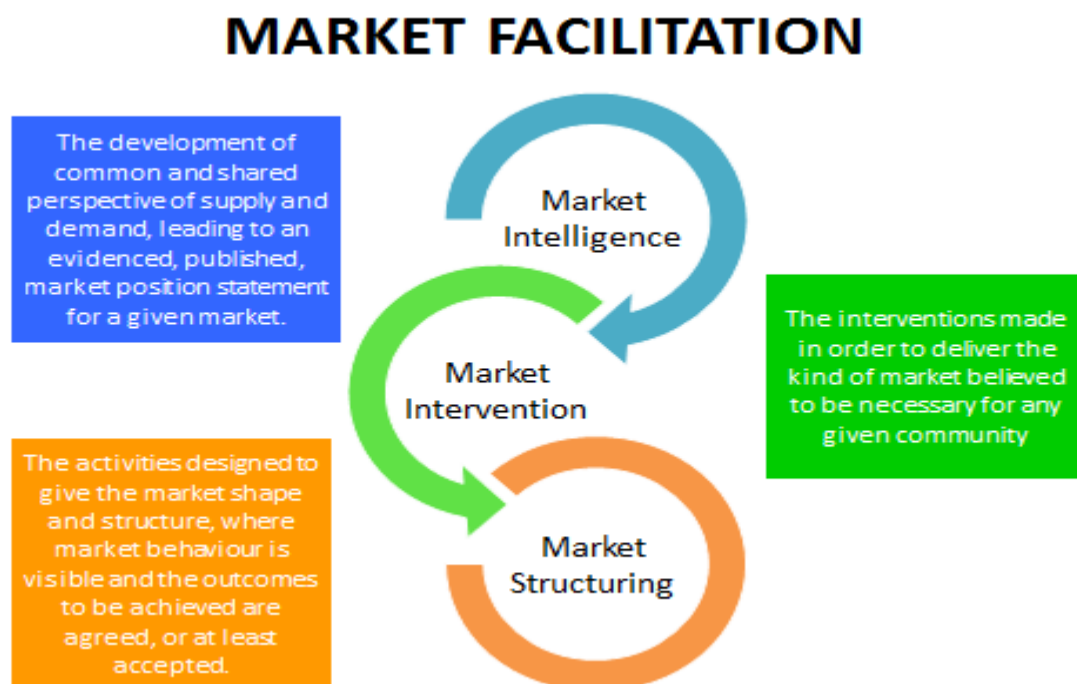 MARKET FACILITATION
The development of
common and shared
perspective of supply and
demand, leading to an
evidenced, published,
market position statement
for a given market.
Market
Intelligence
The interventions made
in order to deliver the
kind of market believed
to be necessary for any
given community
Market
Intervention
The activities designed to
give the market shape
and structure, where
market behaviour is
visible and the outcomes
to be achieved are
agreed, or at least
accepted.
Market
Structuring